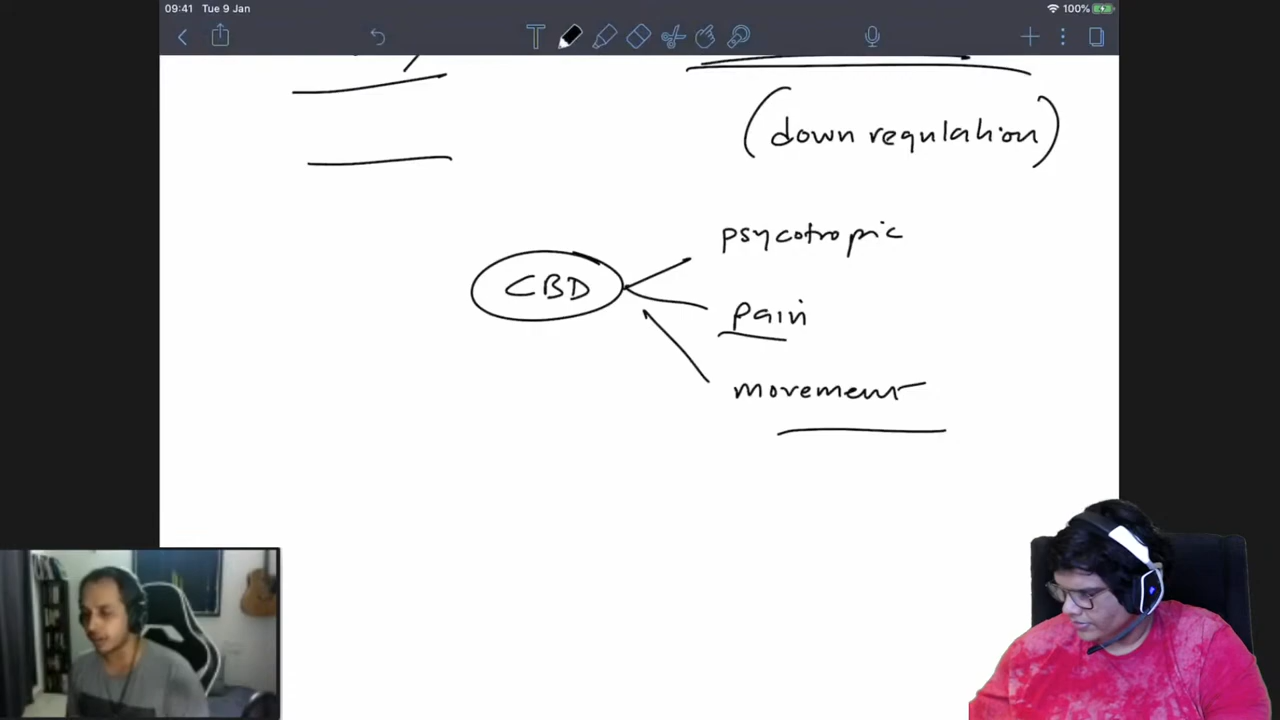 09:41 Tue 9 Jan
100%
T
(down regulation)
psycotropic
CBD
pain
movement